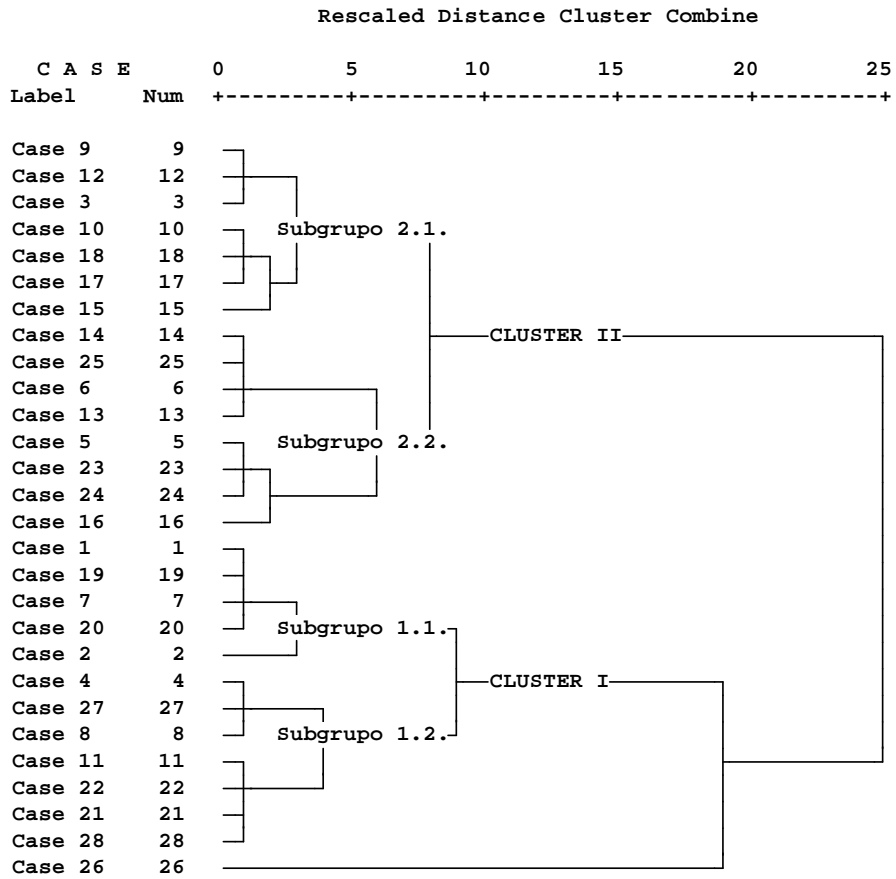 Rescaled Distance Cluster Combine
C A S E 0 5 10 15 20 25
Label Num +---------+---------+---------+---------+---------+
Case 9 9
Case 12 12
Case 3 3
Case 10 10 Subgrupo 2.1.
Case 18 18
Case 17 17
Case 15 15
Case 14 14 CLUSTER II
Case 25 25
Case 6 6
Case 13 13
Case 5 5 Subgrupo 2.2.
Case 23 23
Case 24 24
Case 16 16
Case 1 1
Case 19 19
Case 7 7
Case 20 20 Subgrupo 1.1.
Case 2 2
Case 4 4 CLUSTER I
Case 27 27
Case 8 8 Subgrupo 1.2.
Case 11 11
Case 22 22
Case 21 21
Case 28 28
Case 26 26